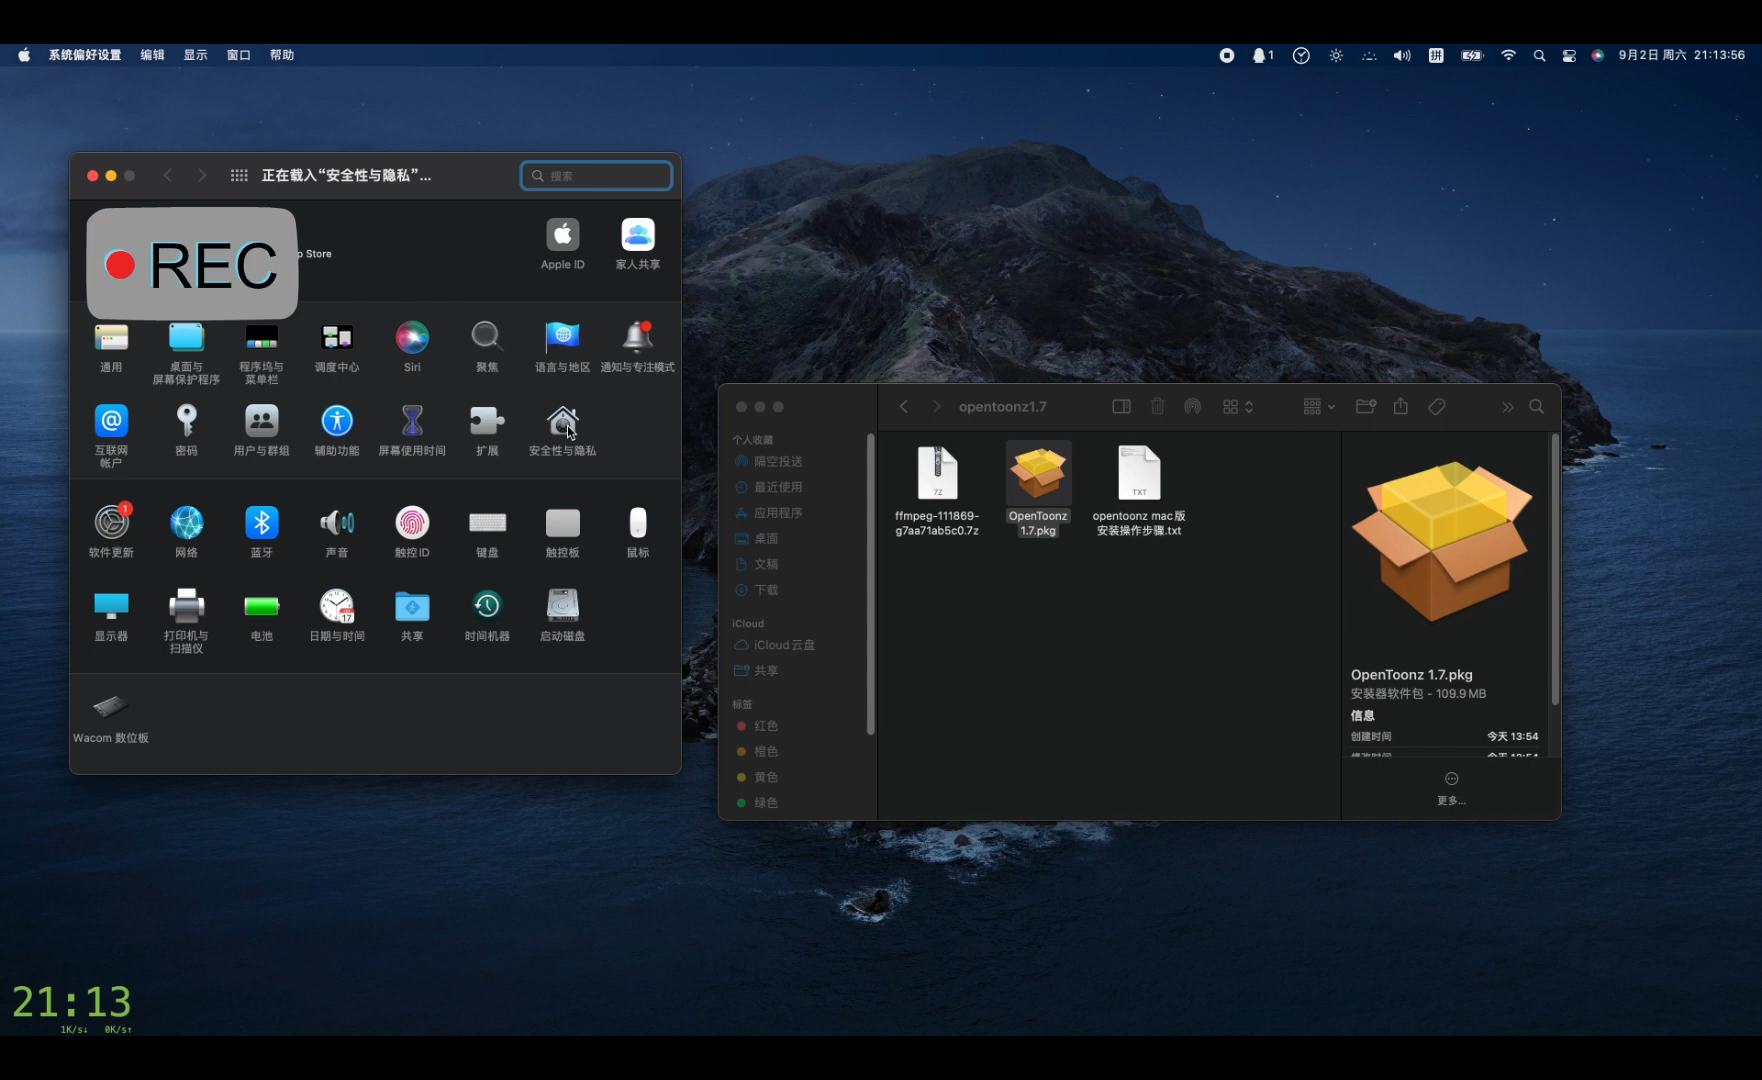 系统偏好设置 编辑 显示 窗口 帮助
1 拼 9月2日 周六 21:13:56
正在载入“安全性与隐私”...
搜索
REC
p Store
Apple ID 家人共享
通用
桌面与
屏幕保护程序
程序坞与
菜单栏
调度中心
Siri
聚焦
语言与地区
通知与专注模式
互联网
帐户
密码
用户与群组
辅助功能
屏幕使用时间
扩展
安全性与隐私
1
软件更新
网络
蓝牙
声音
触控ID
键盘
触控板
鼠标
显示器
打印机与
扫描仪
电池
17
日期与时间
共享
时间机器
启动磁盘
Wacom 数位板
opentoonz1.7
个人收藏
隔空投送
最近使用
应用程序
桌面
文稿
下载
iCloud
iCloud云盘
共享
标签
红色
橙色
黄色
绿色
7Z
ffmpeg-111869-
g7aa71ab5c0.7z
OpenToonz
1.7.pkg
TXT
opentoonz mac版
安装操作步骤.txt
OpenToonz 1.7.pkg
安装器软件包 - 109.9 MB
信息
创建时间 今天 13:54
更多...
21:13
1K/s↓ 0K/s↑